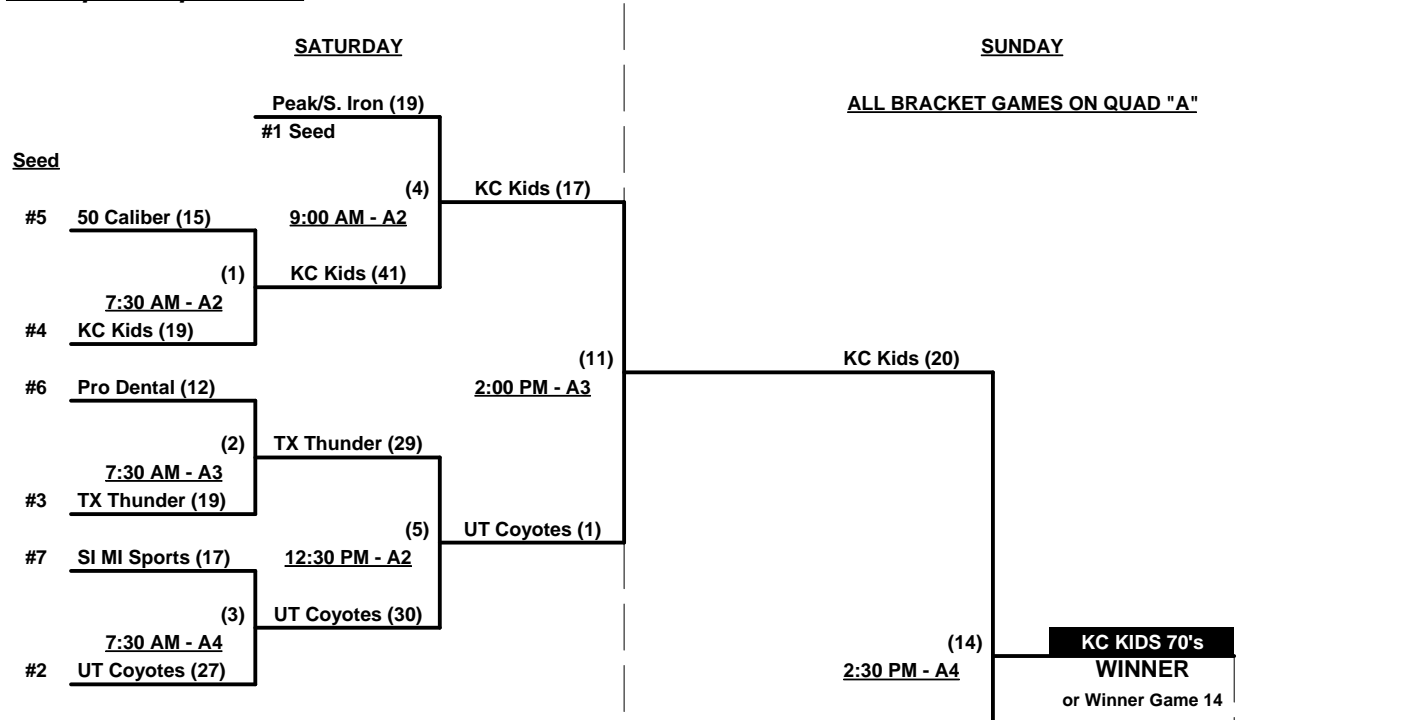 SATURDAY
SUNDAY
Peak/S. Iron (19)
ALL BRACKET GAMES ON QUAD "A"
#1 Seed
Seed
(4)
KC Kids (17)
#5 50 Caliber (15)
9:00 AM - A2
(1)
KC Kids (41)
7:30 AM - A2
#4 KC Kids (19)
(11)
KC Kids (20)
#6 Pro Dental (12)
2:00 PM - A3
(2)
TX Thunder (29)
7:30 AM - A3
#3 TX Thunder (19)
(5)
UT Coyotes (1)
#7 SI MI Sports (17)
12:30 PM - A2
(3)
UT Coyotes (30)
7:30 AM - A4
(14)
KC KIDS 70's
#2 UT Coyotes (27)
2:30 PM - A4
WINNER
or Winner Game 14